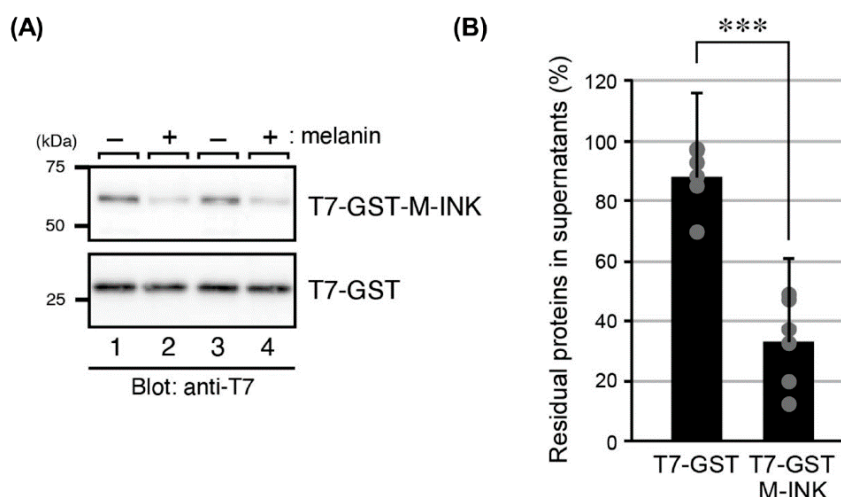 (A)
(kDa) – + – + : melanin
75
T7-GST-M-INK
50
T7-GST
25
1 2 3 4
Blot: anti-T7
(B)
***
Residual proteins in supernatants (%)
120
100
80
60
40
20
0
T7-GST T7-GST
M-INK